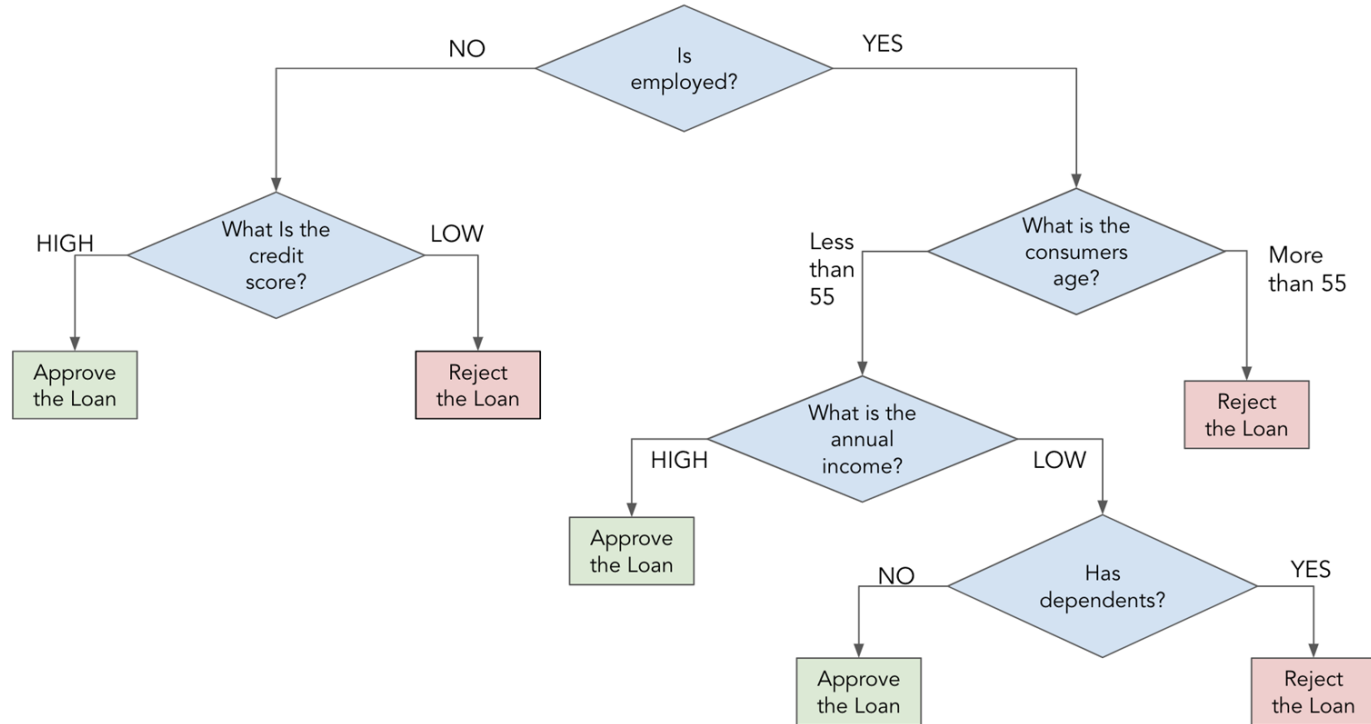 NO
Is
employed?
YES
HIGH
What Is the
credit
score?
LOW
Less
than
55
What is the
consumers
age?
More
than 55
Approve
the Loan
Reject
the Loan
What is the
annual
income?
HIGH
LOW
Reject
the Loan
Approve
the Loan
NO
Has
dependents?
YES
Approve
the Loan
Reject
the Loan